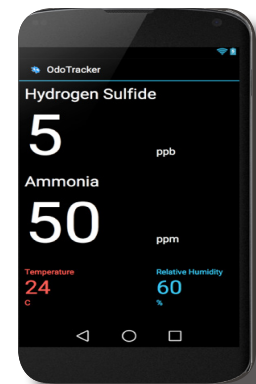 OdoTracker
Hydrogen Sulfide
5 ppb
Ammonia
50 ppm
Temperature Relative Humidity
24 60
C %